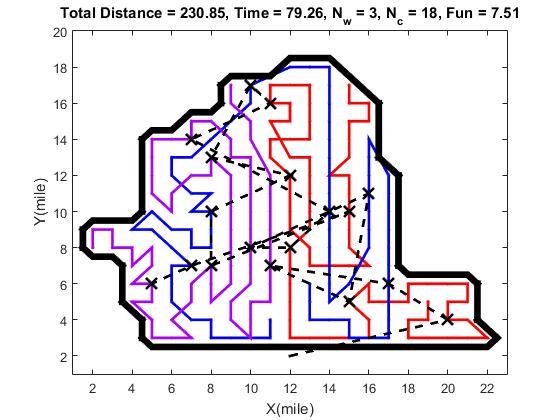 Total Distance = 230.85, Time = 79.26, N_w = 3, N_c = 18, Fun = 7.51
20
18
16
14
12
10
8
6
4
2
Y(mile)
2 4 6 8 10 12 14 16 18 20 22
X(mile)